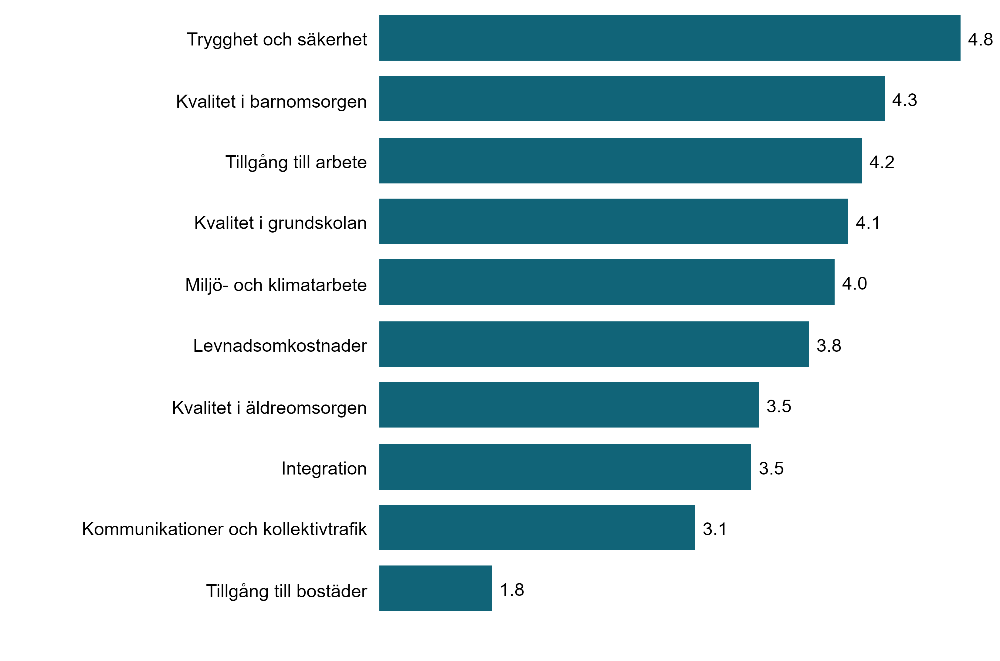 Trygghet och säkerhet 4.8
Kvalitet i barnomsorgen 4.3
Tillgång till arbete 4.2
Kvalitet i grundskolan 4.1
Miljö- och klimatarbete 4.0
Levnadsomkostnader 3.8
Kvalitet i äldreomsorgen 3.5
Integration 3.5
Kommunikationer och kollektivtrafik 3.1
Tillgång till bostäder 1.8